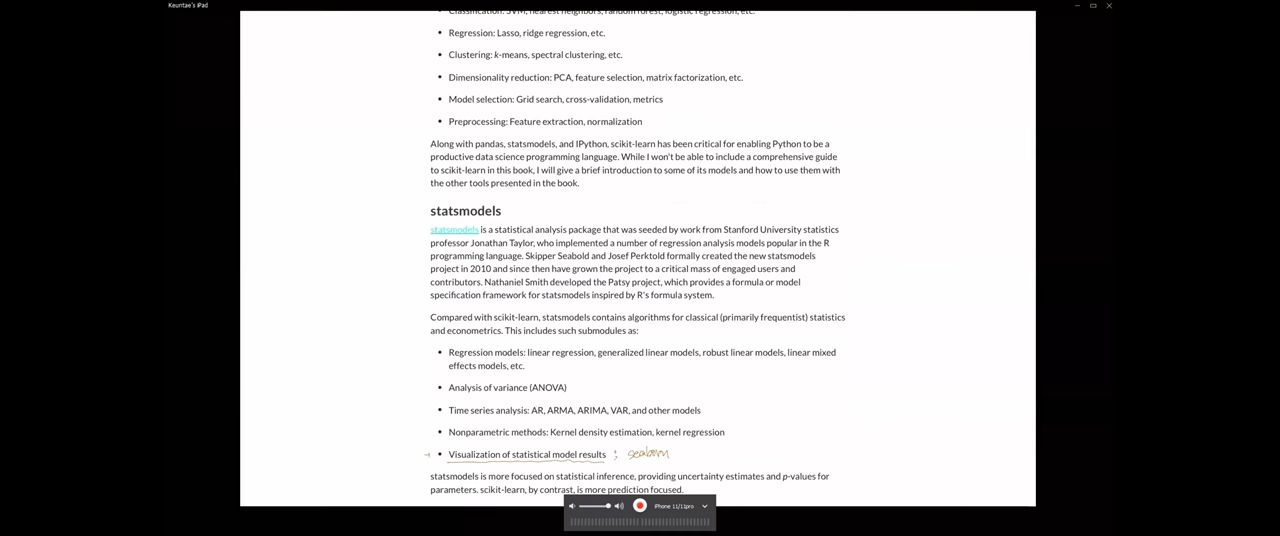 Keuntae's iPad
Classification: SVM, nearest neighbors, random forest, logistic regression, etc.
• Regression: Lasso, ridge regression, etc.
• Clustering: k-means, spectral clustering, etc.
• Dimensionality reduction: PCA, feature selection, matrix factorization, etc.
• Model selection: Grid search, cross-validation, metrics
• Preprocessing: Feature extraction, normalization
Along with pandas, statsmodels, and IPython, scikit-learn has been critical for enabling Python to be a
productive data science programming language. While I won't be able to include a comprehensive guide
to scikit-learn in this book, I will give a brief introduction to some of its models and how to use them with
the other tools presented in the book.
statsmodels
statsmodels is a statistical analysis package that was seeded by work from Stanford University statistics
professor Jonathan Taylor, who implemented a number of regression analysis models popular in the R
programming language. Skipper Seabold and Josef Perktold formally created the new statsmodels
project in 2010 and since then have grown the project to a critical mass of engaged users and
contributors. Nathaniel Smith developed the Patsy project, which provides a formula or model
specification framework for statsmodels inspired by R's formula system.
Compared with scikit-learn, statsmodels contains algorithms for classical (primarily frequentist) statistics
and econometrics. This includes such submodules as:
• Regression models: linear regression, generalized linear models, robust linear models, linear mixed
effects models, etc.
• Analysis of variance (ANOVA)
• Time series analysis: AR, ARMA, ARIMA, VAR, and other models
• Nonparametric methods: Kernel density estimation, kernel regression
• Visualization of statistical model results ; seaborn
statsmodels is more focused on statistical inference, providing uncertainty estimates and p-values for
parameters. scikit-learn, by contrast, is more prediction focused.
iPhone 11/11pro